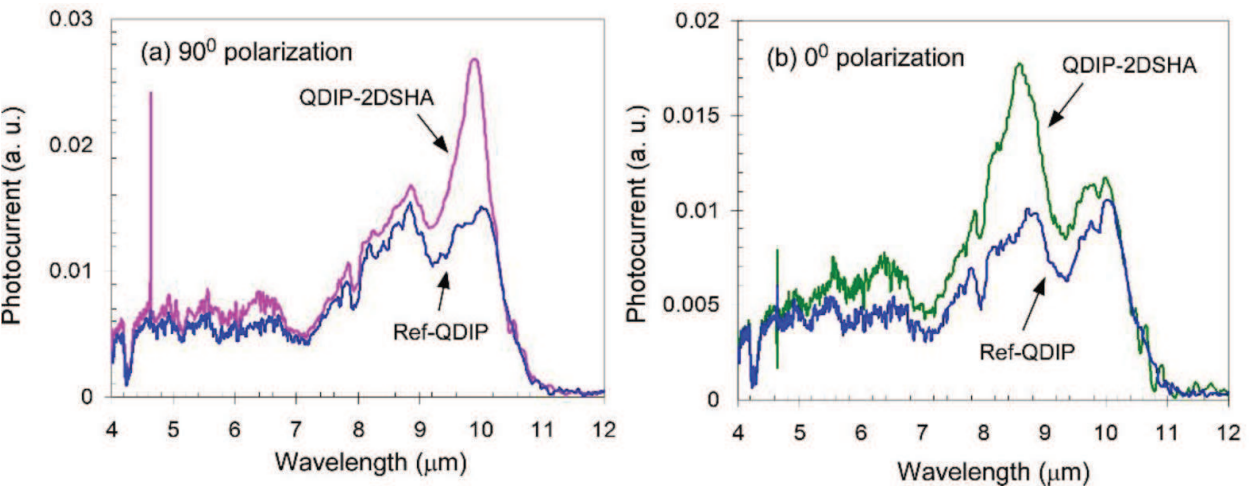 (a) 90⁰ polarization
QDIP-2DSHA
Ref-QDIP
Photocurrent (a. u.)
0.03
0.02
0.01
0
4 5 6 7 8 9 10 11 12
Wavelength (μm)
(b) 0⁰ polarization
QDIP-2DSHA
Ref-QDIP
Photocurrent (a. u.)
0.02
0.015
0.01
0.005
0
4 5 6 7 8 9 10 11 12
Wavelength (μm)